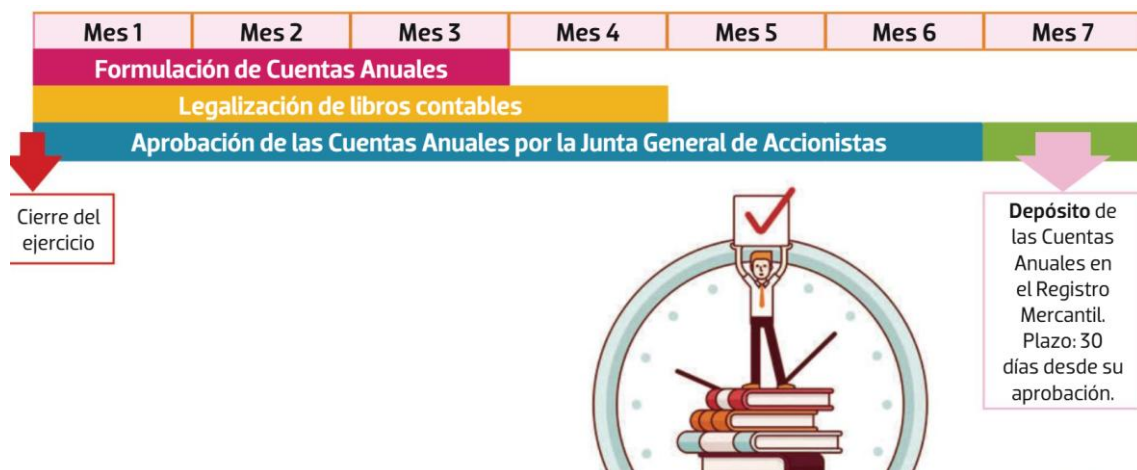 Mes 1 Mes 2 Mes 3 Mes 4 Mes 5 Mes 6 Mes 7
Formulación de Cuentas Anuales
Legalización de libros contables
Aprobación de las Cuentas Anuales por la Junta General de Accionistas
Cierre del
ejercicio
Depósito de
las Cuentas
Anuales en
el Registro
Mercantil.
Plazo: 30
días desde su
aprobación.